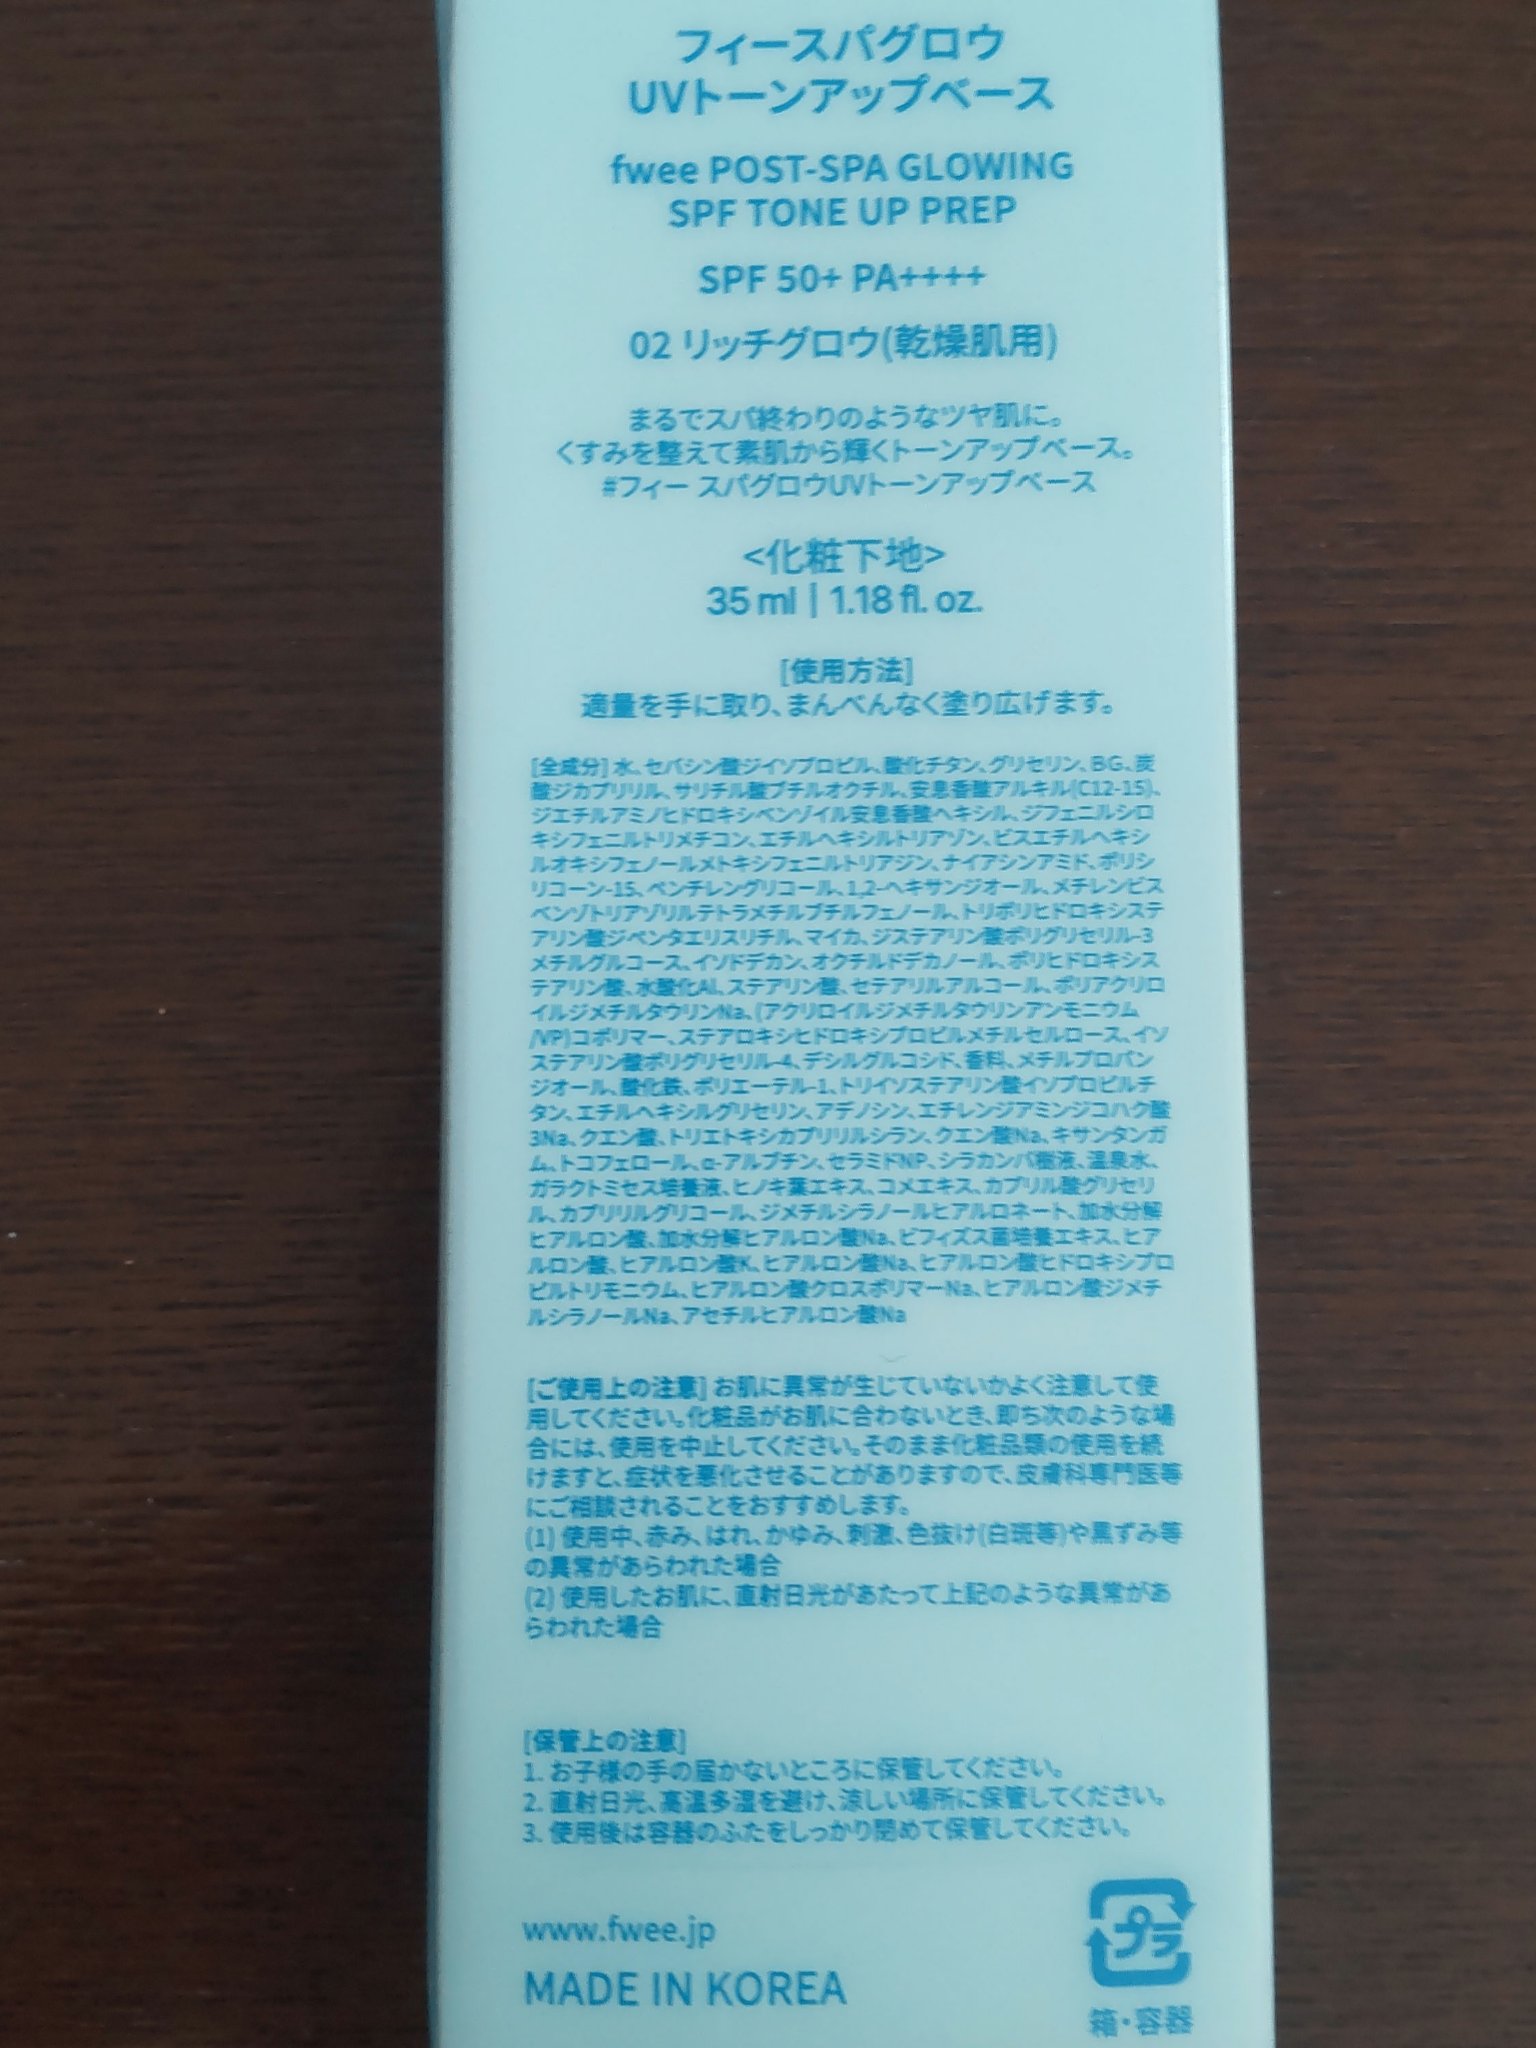 フィースパグロウ
UVトーンアップベース
fwee POST-SPA GLOWING
SPF TONE UP PREP
SPF 50+ PA++++
02 リッチグロウ(乾燥肌用)
まるでスパ終わりのようなツヤ肌に。
くすみを整えて素肌から輝くトーンアップベース。
#フィー スパグロウUVトーンアップベース
<化粧下地>
35 ml | 1.18 fl. oz.
[使用方法]
適量を手に取り、まんべんなく塗り広げます。
[全成分] 水、セバシン酸ジイソプロピル、酸化チタン、グリセリン、BG、炭
酸ジカプリリル、サリチル酸ブチルオクチル、安息香酸アルキル(C12-15)、
ジエチルアミノヒドロキシベンゾイル安息香酸ヘキシル、ジフェニルシロ
キシフェニルトリメチコン、エチルヘキシルトリアゾン、ビスエチルヘキシ
ルオキシフェノールメトキシフェニルトリアジン、ナイアシンアミド、ポリシ
リコーン-15、ペンチレングリコール、1,2-ヘキサンジオール、メチレンビス
ベンゾトリアゾリルテトラメチルブチルフェノール、トリポリヒドロキシステ
アリン酸ジペンタエリスリチル、マイカ、ジステアリン酸ポリグリセリル-3
メチルグルコース、イソドデカン、オクチルドデカノール、ポリヒドロキシス
テアリン酸、水酸化Al、ステアリン酸、セテアリルアルコール、ポリアクリロ
イルジメチルタウリンNa、(アクリロイルジメチルタウリンアンモニウム
/VP)コポリマー、ステアロキシヒドロキシプロピルメチルセルロース、イソ
ステアリン酸ポリグリセリル-4、デシルグルコシド、香料、メチルプロパン
ジオール、酸化鉄、ポリエーテル-1、トリイソステアリン酸イソプロピルチ
タン、エチルヘキシルグリセリン、アデノシン、エチレンジアミンジコハク酸
3Na、クエン酸、トリエトキシカプリリルシラン、クエン酸Na、キサンタンガ
ム、トコフェロール、α-アルブチン、セラミドNP、シラカンバ樹液、温泉水、
ガラクトミセス培養液、ヒノキ葉エキス、コメエキス、カプリル酸グリセリ
ル、カプリリルグリコール、ジメチルシラノールヒアルロネート、加水分解
ヒアルロン酸、加水分解ヒアルロン酸Na、ビフィズス菌培養エキス、ヒア
ルロン酸、ヒアルロン酸K、ヒアルロン酸Na、ヒアルロン酸ヒドロキシプロ
ピルトリモニウム、ヒアルロン酸クロスポリマーNa、ヒアルロン酸ジメチ
ルシラノールNa、アセチルヒアルロン酸Na
[ご使用上の注意] お肌に異常が生じていないかよく注意して使
用してください。化粧品がお肌に合わないとき、即ち次のような場
合には、使用を中止してください。そのまま化粧品類の使用を続
けますと、症状を悪化させることがありますので、皮膚科専門医等
にご相談されることをおすすめします。
(1) 使用中、赤み、はれ、かゆみ、刺激、色抜け(白斑等)や黒ずみ等
の異常があらわれた場合
(2) 使用したお肌に、直射日光があたって上記のような異常があ
らわれた場合
[保管上の注意]
1. お子様の手の届かないところに保管してください。
2. 直射日光、高温多湿を避け、涼しい場所に保管してください。
3. 使用後は容器のふたをしっかり閉めて保管してください。
www.fwee.jp
プラ
MADE IN KOREA
箱・容器